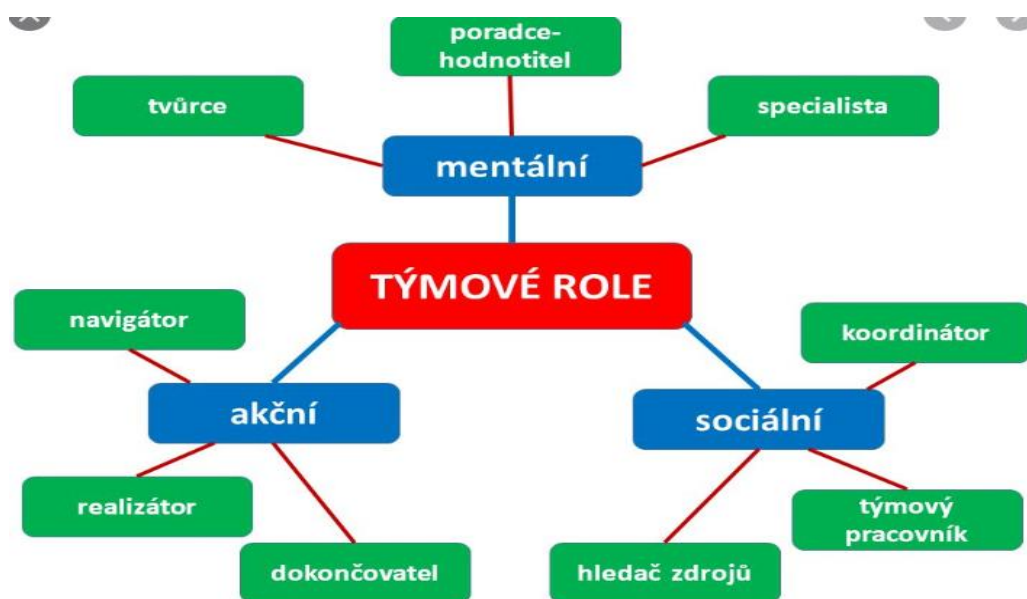 poradce-
hodnotitel
tvůrce
specialista
mentální
TÝMOVÉ ROLE
navigátor
koordinátor
akční
sociální
realizátor
týmový
pracovník
dokončovatel
hledač zdrojů